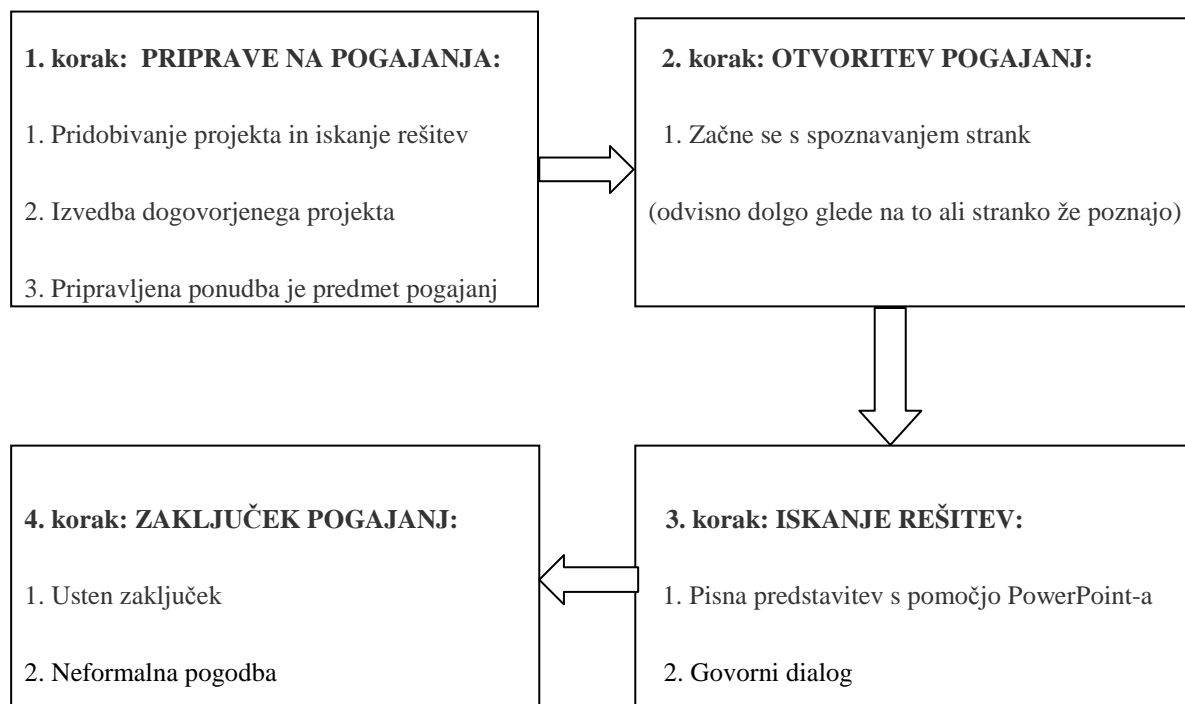 1. korak: PRIPRAVE NA POGAJANJA:
1. Pridobivanje projekta in iskanje rešitev
2. Izvedba dogovorjenega projekta
3. Pripravljena ponudba je predmet pogajanj
2. korak: OTVORITEV POGAJANJ:
1. Začne se s spoznavanjem strank
(odvisno dolgo glede na to ali stranko že poznajo)
3. korak: ISKANJE REŠITEV:
1. Pisna predstavitev s pomočjo PowerPoint-a
2. Govorni dialog
4. korak: ZAKLJUČEK POGAJANJ:
1. Usten zaključek
2. Neformalna pogodba